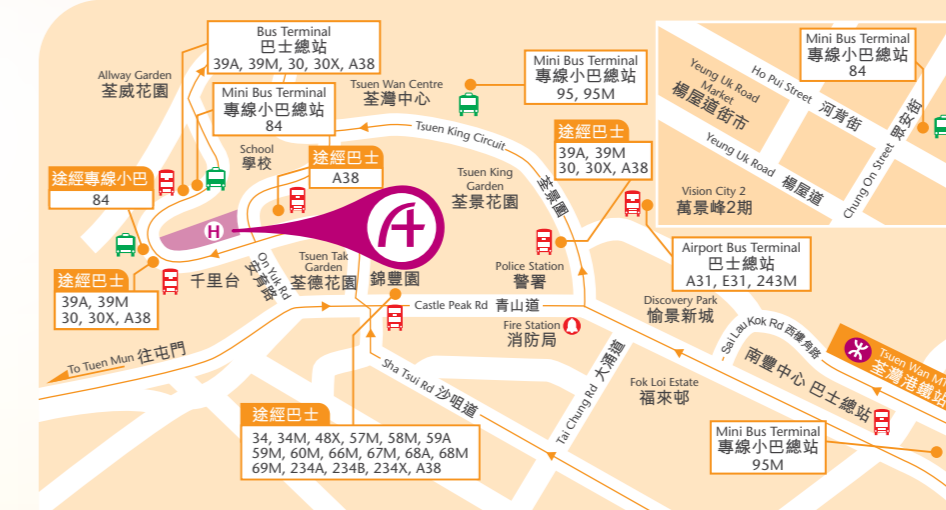 Bus Terminal
巴士總站
39A, 39M, 30, 30X, A38
Allway Garden
荃威花園
Mini Bus Terminal
專線小巴總站
84
Tsuen Wan Centre
荃灣中心
Mini Bus Terminal
專線小巴總站
95, 95M
Mini Bus Terminal
專線小巴總站
84
Yeung Uk Road
Market
楊屋道街市
Ho Pui Street 河背街
Yeung Uk Road 楊屋道
Chung On Street 眾安街
Vision City 2
萬景峰2期
School
學校
途經巴士
A38
Tsuen King Circuit
荃景圍
途經巴士
39A, 39M
30, 30X, A38
Tsuen King
Garden
荃景花園
途經專線小巴
84
H
途經巴士
39A, 39M
30, 30X, A38
千里台
On Yuk Rd
安育路
Tsuen Tak
Garden
荃德花園
錦豐園
Police Station
警署
Airport Bus Terminal
巴士總站
A31, E31, 243M
Castle Peak Rd 青山道
Fire Station
消防局
Discovery Park
愉景新城
Sai Lau Kok Rd 西樓角路
Tsuen Wan MT
荃灣港鐵站
南豐中心 巴士總站
To Tuen Mun 往屯門
Sha Tsui Rd 沙咀道
Tai Chung Rd 大涌道
Fok Loi Estate
福來邨
途經巴士
34, 34M, 48X, 57M, 58M, 59A
59M, 60M, 66M, 67M, 68A, 68M
69M, 234A, 234B, 234X, A38
Mini Bus Terminal
專線小巴總站
95M